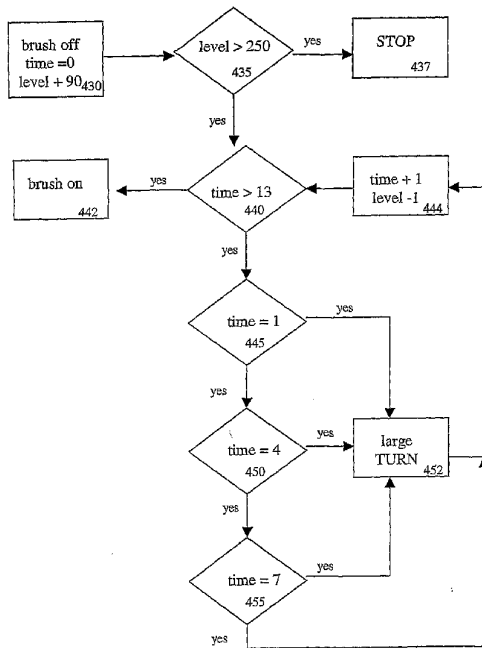 brush off
time =0
level + 90 430
level > 250
435
yes
STOP
437
yes
brush on
442
yes
time > 13
440
time + 1
level -1
444
yes
time = 1
445
yes
yes
time = 4
450
yes
large
TURN
452
yes
time = 7
455
yes
yes